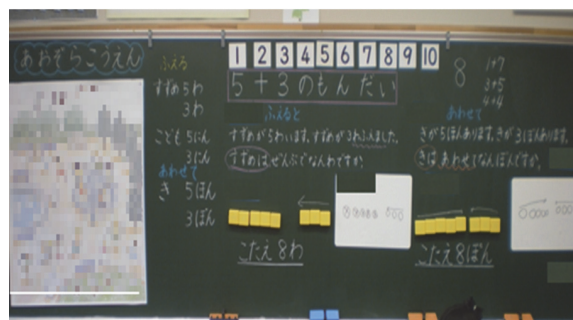 あおぞらこうえん
ふえる
すずめ5わ
3わ
こども5にん
3にん
あわせて
き 5ほん
3ぼん
1 2 3 4 5 6 7 8 9 10
5+3のもんだい
ふえると
すずめが5わいます。すずめが3わふえました。
すずめは、ぜんぶでなんわですか。
こたえ8わ
8
1+7
3+5
4+4
あわせて
きが5ほんあります。きが3ぼんあります。
きは、あわせてなんぼんですか。
こたえ8ぽん